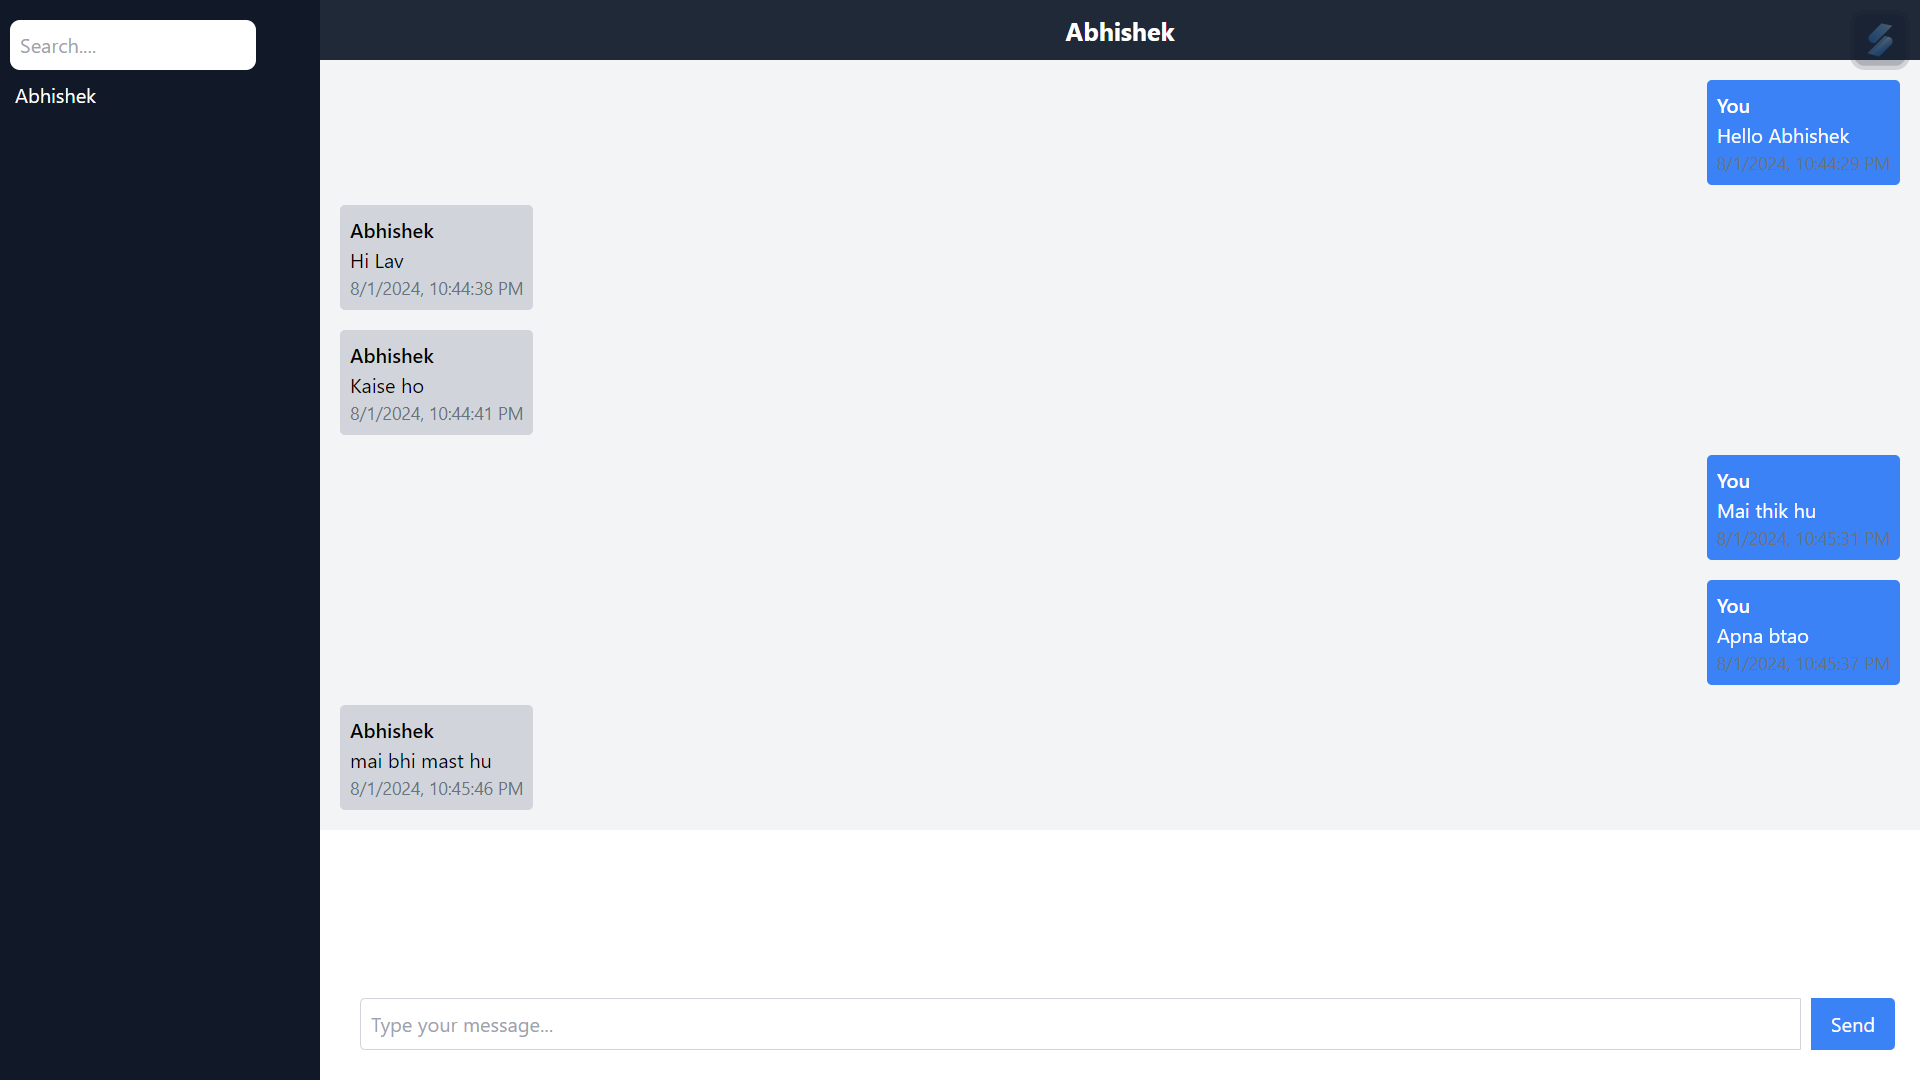 Search....
Abhishek
Abhishek
You
Hello Abhishek
8/1/2024, 10:44:29 PM
Abhishek
Hi Lav
8/1/2024, 10:44:38 PM
Abhishek
Kaise ho
8/1/2024, 10:44:41 PM
You
Mai thik hu
8/1/2024, 10:45:31 PM
You
Apna btao
8/1/2024, 10:45:37 PM
Abhishek
mai bhi mast hu
8/1/2024, 10:45:46 PM
Type your message...
Send